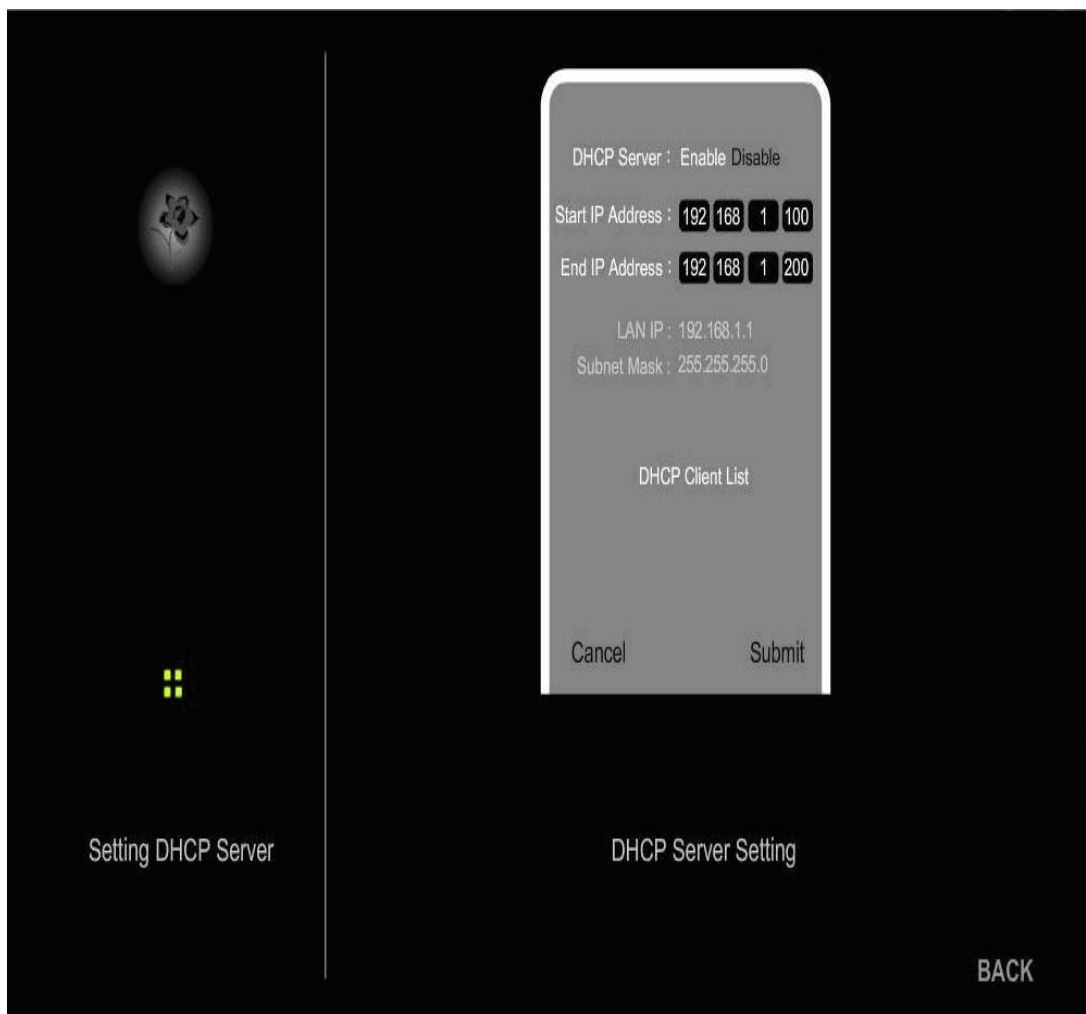 DHCP Server : Enable Disable
Start IP Address : 192 168 1 100
End IP Address : 192 168 1 200
LAN IP : 192.168.1.1
Subnet Mask : 255.255.255.0
DHCP Client List
Cancel Submit
Setting DHCP Server
DHCP Server Setting
BACK